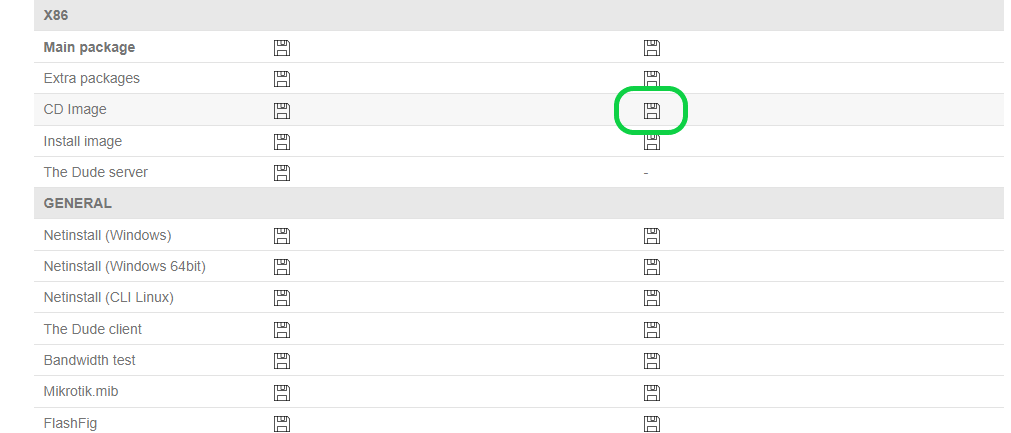 X86
Main package
Extra packages
CD Image
Install image
The Dude server -
GENERAL
Netinstall (Windows)
Netinstall (Windows 64bit)
Netinstall (CLI Linux)
The Dude client
Bandwidth test
Mikrotik.mib
FlashFig